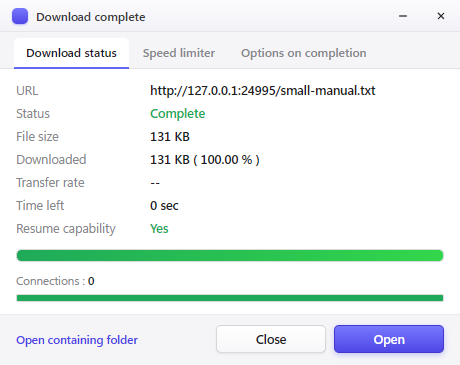 Download complete
Download status Speed limiter Options on completion
URL http://127.0.0.1:24995/small-manual.txt
Status Complete
File size 131 KB
Downloaded 131 KB ( 100.00 % )
Transfer rate --
Time left 0 sec
Resume capability Yes
Connections : 0
Open containing folder Close Open